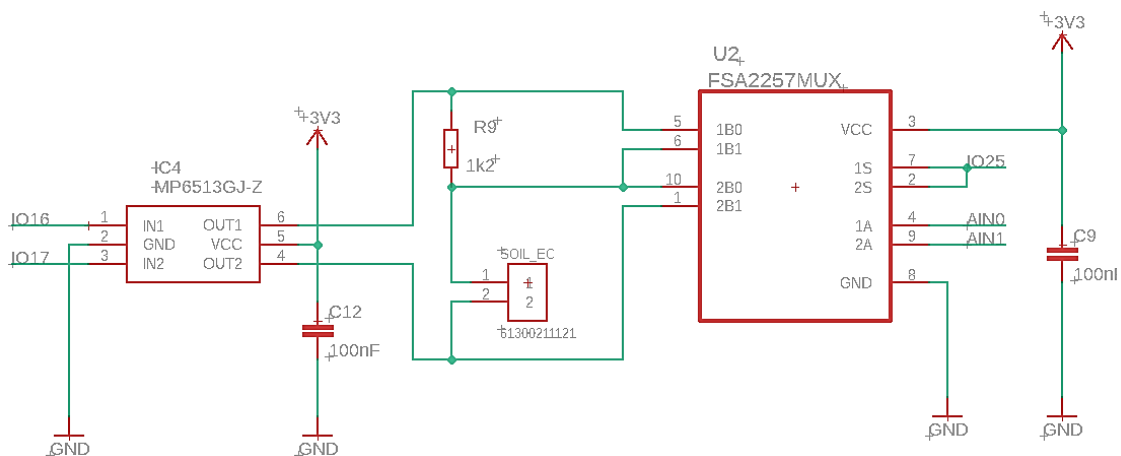 +3V3
U2
FSA2257MUX
+3V3
R9
1k2
5 1B0 VCC 3
6 1B1
IC4
MP6513GJ-Z
10 2B0 1S 7 IO25
1 2B1 2S 2
IO16 1 IN1 OUT1 6
2 GND VCC 5
IO17 3 IN2 OUT2 4
1A 4 AIN0
2A 9 AIN1
C9
100nF
SOIL_EC
1 1
2 2
61300211121
GND 8
C12
100nF
GND
GND
GND
GND